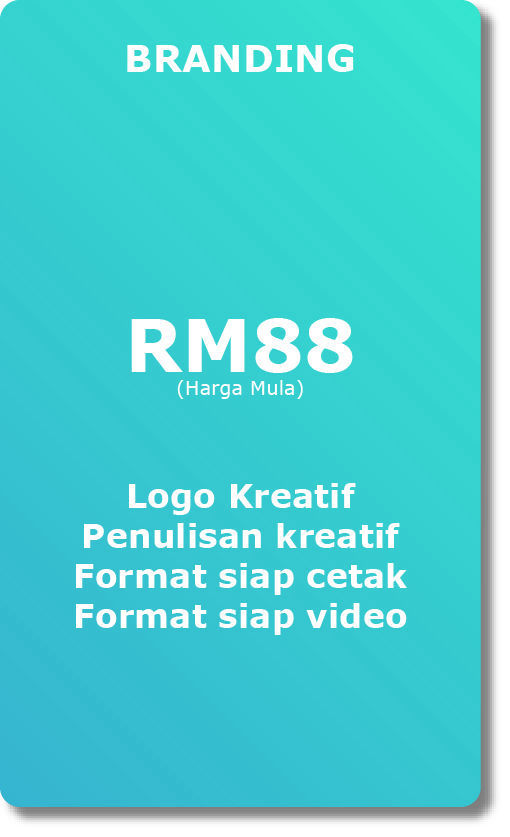 BRANDING
RM88
(Harga Mula)
Logo Kreatif
Penulisan kreatif
Format siap cetak
Format siap video